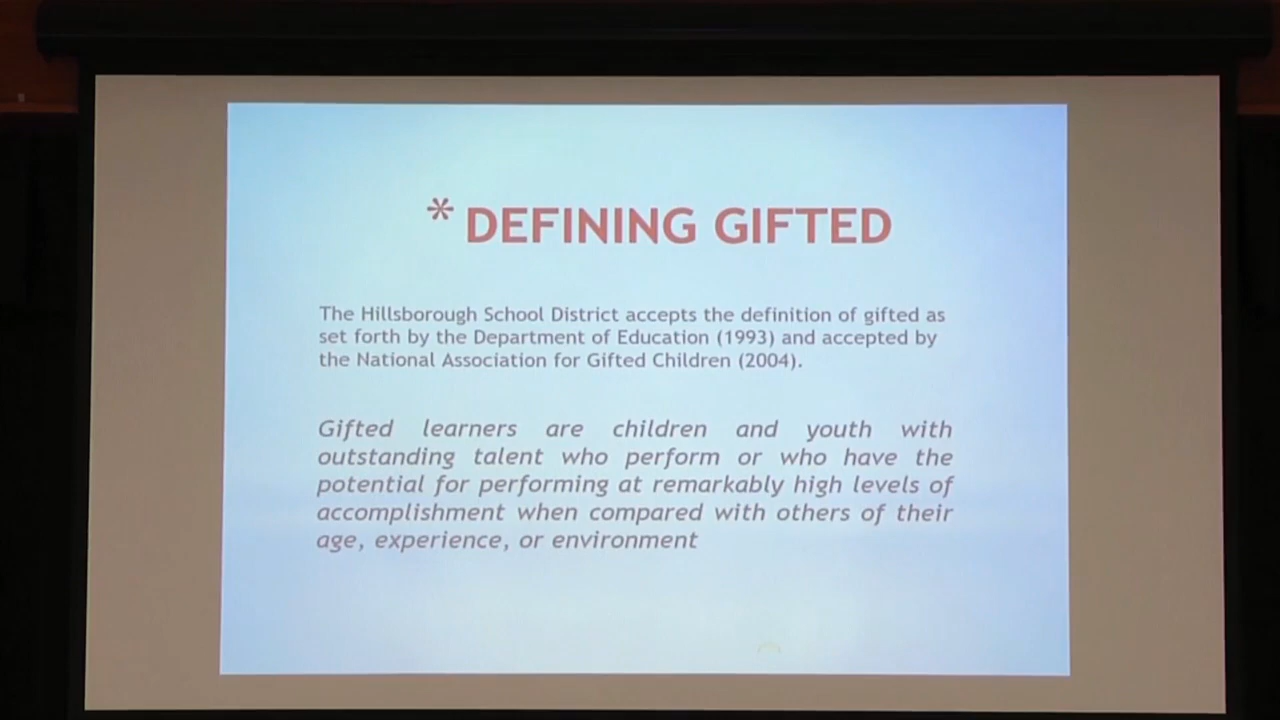 * DEFINING GIFTED
The Hillsborough School District accepts the definition of gifted as
set forth by the Department of Education (1993) and accepted by
the National Association for Gifted Children (2004).
Gifted learners are children and youth with
outstanding talent who perform or who have the
potential for performing at remarkably high levels of
accomplishment when compared with others of their
age, experience, or environment